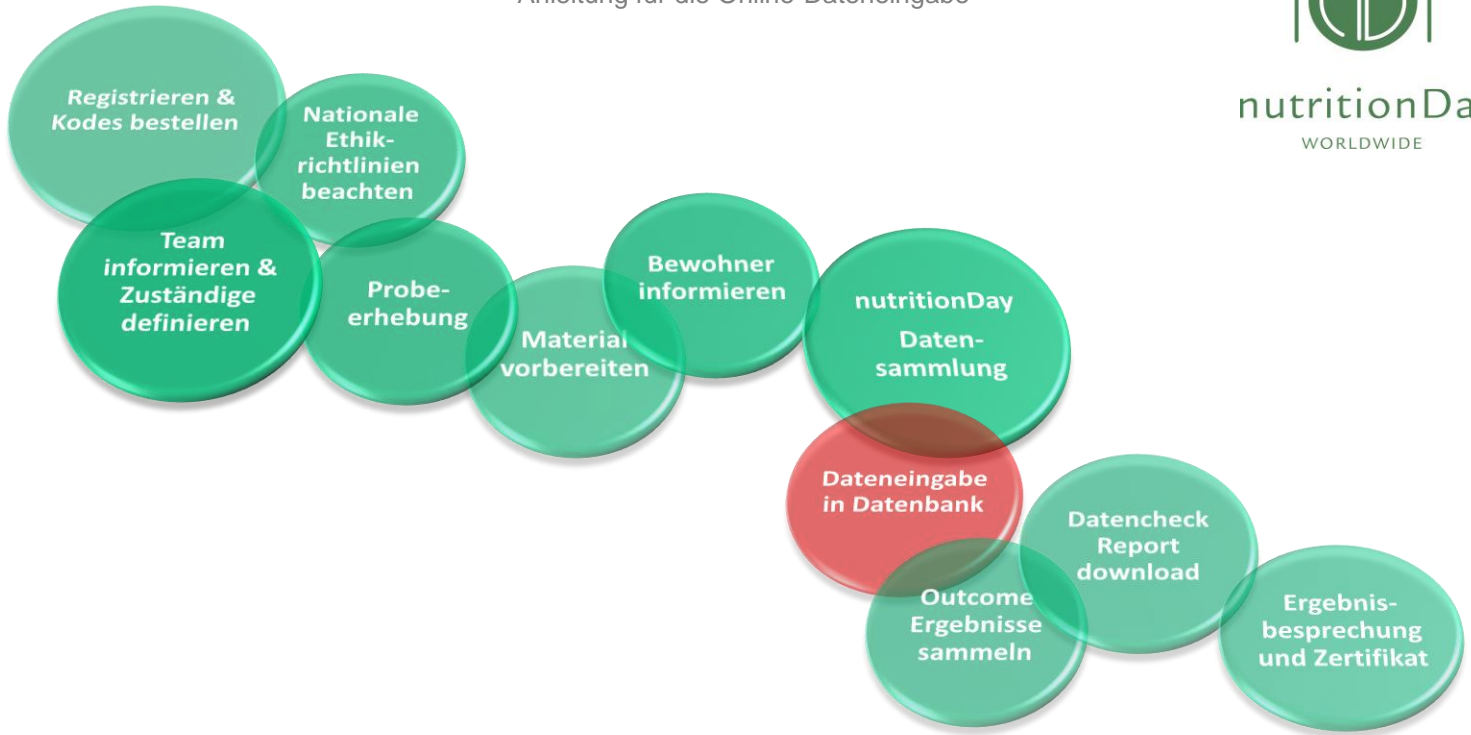 Anleitung für die Online-Dateneingabe
nutritionDa
WORLDWIDE
Registrieren &
Kodes bestellen
Nationale
Ethik-
richtlinien
beachten
Team
informieren &
Zuständige
definieren
Probe-
erhebung
Material
vorbereiten
Bewohner
informieren
nutritionDay
Daten-
sammlung
Dateneingabe
in Datenbank
Outcome
Ergebnisse
sammeln
Datencheck
Report
download
Ergebnis-
besprechung
und Zertifikat